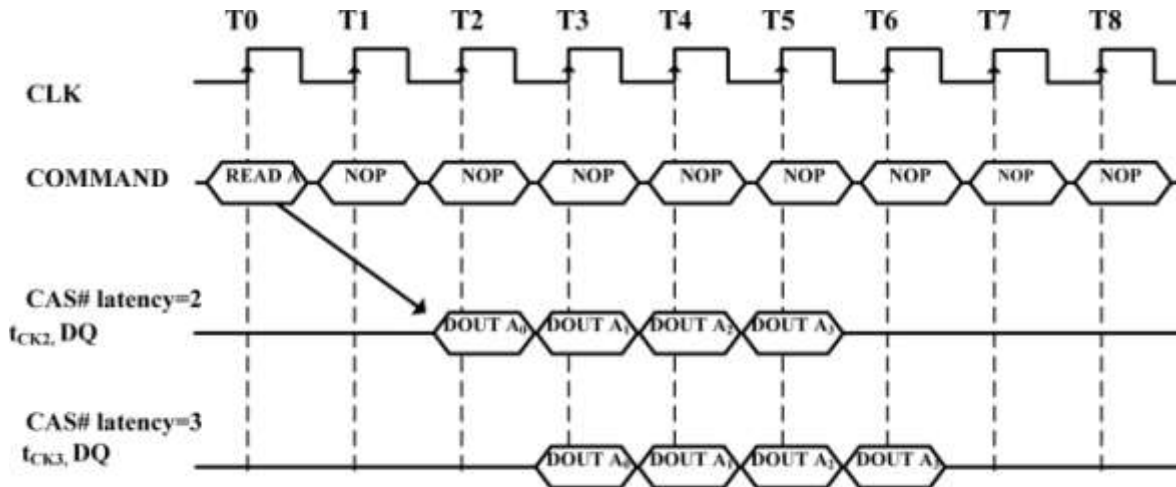 T0 T1 T2 T3 T4 T5 T6 T7 T8
CLK
COMMAND READ A NOP NOP NOP NOP NOP NOP NOP NOP
CAS# latency=2
tCK2, DQ DOUT A0 DOUT A1 DOUT A2 DOUT A3
CAS# latency=3
tCK3, DQ DOUT A0 DOUT A1 DOUT A2 DOUT A3